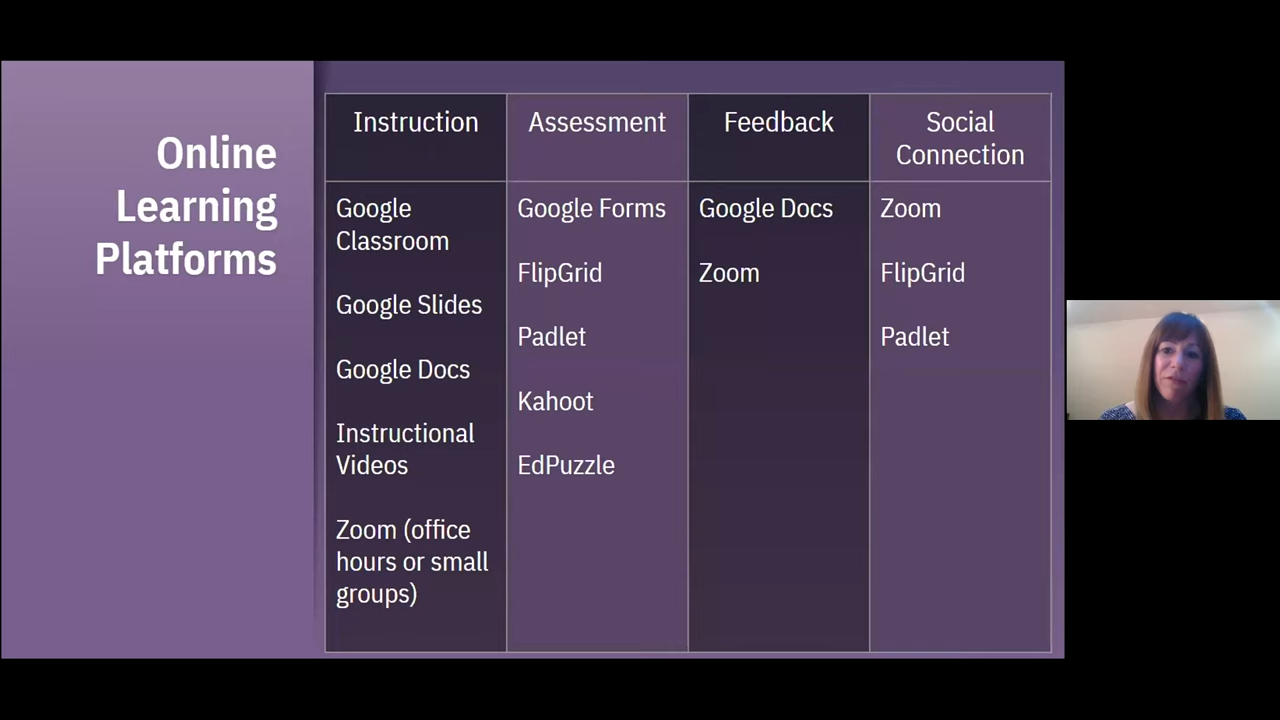 Online
Learning
Platforms
Instruction
Assessment
Feedback
Social
Connection
Google
Classroom
Google Slides
Google Docs
Instructional
Videos
Zoom (office
hours or small
groups)
Google Forms
FlipGrid
Padlet
Kahoot
EdPuzzle
Google Docs
Zoom
Zoom
FlipGrid
Padlet